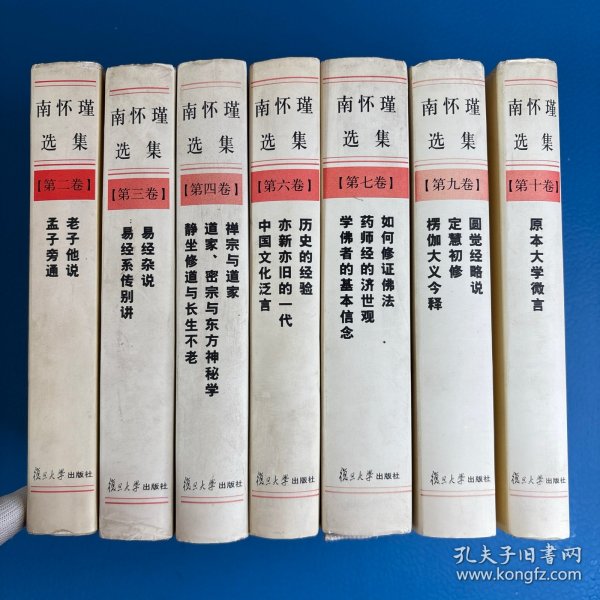 南怀瑾
选集
【第二卷】
老子他说
孟子旁通
復旦大学出版社
南怀瑾
选集
【第三卷】
易经杂说
易经系传别讲
復旦大学出版社
南怀瑾
选集
【第四卷】
禅宗与道家
道家、密宗与东方神秘学
静坐修道与长生不老
復旦大学出版社
南怀瑾
选集
【第六卷】
历史的经验
亦新亦旧的一代
中国文化泛言
復旦大学出版社
南怀瑾
选集
【第七卷】
如何修证佛法
药师经的济世观
学佛者的基本信念
復旦大学出版社
南怀瑾
选集
【第九卷】
圆觉经略说
定慧初修
楞伽大义今释
復旦大学出版社
南怀瑾
选集
【第十卷】
原本大学微言
復旦大学出版社
孔夫子旧书网
www.kongfz.com